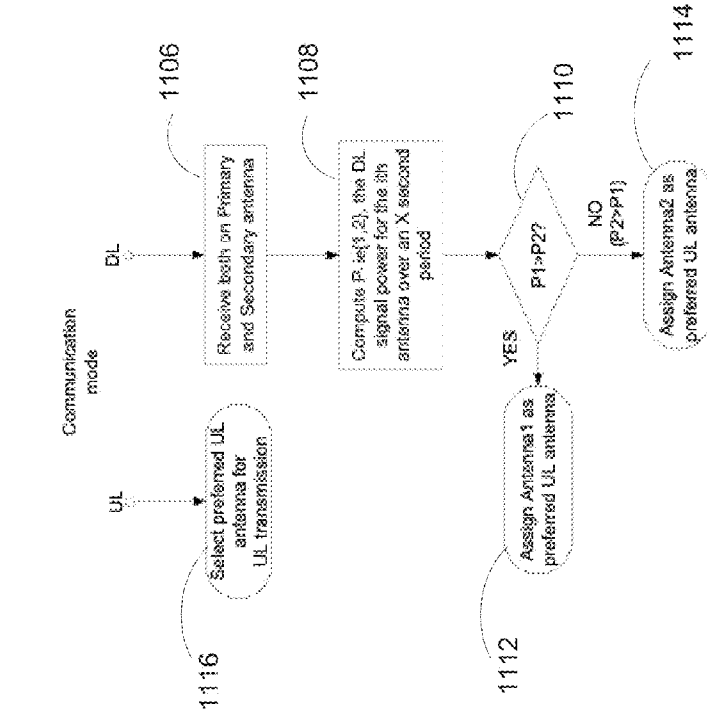 Communication
mode
UL
DL
1116
Select preferred UL
antenna for
UL transmission
1106
Receive both on Primary
and Secondary antenna
1108
Compute P, iє{1,2}, the DL
signal power for the ith
antenna over an X second
period
1110
P1>P2?
YES
NO
(P2>P1)
1112
Assign Antenna1 as
preferred UL antenna
1114
Assign Antenna2 as
preferred UL antenna